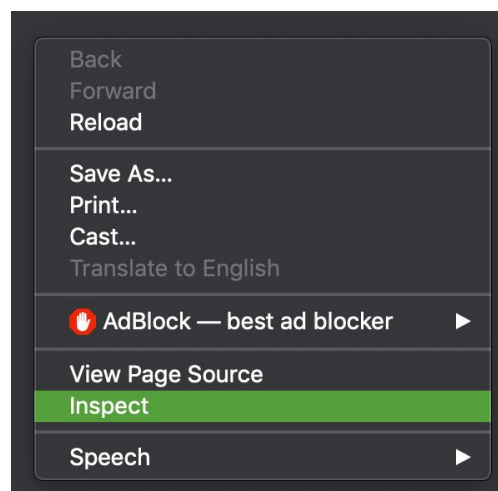 Back
Forward
Reload
Save As...
Print...
Cast...
Translate to English
AdBlock — best ad blocker
View Page Source
Inspect
Speech